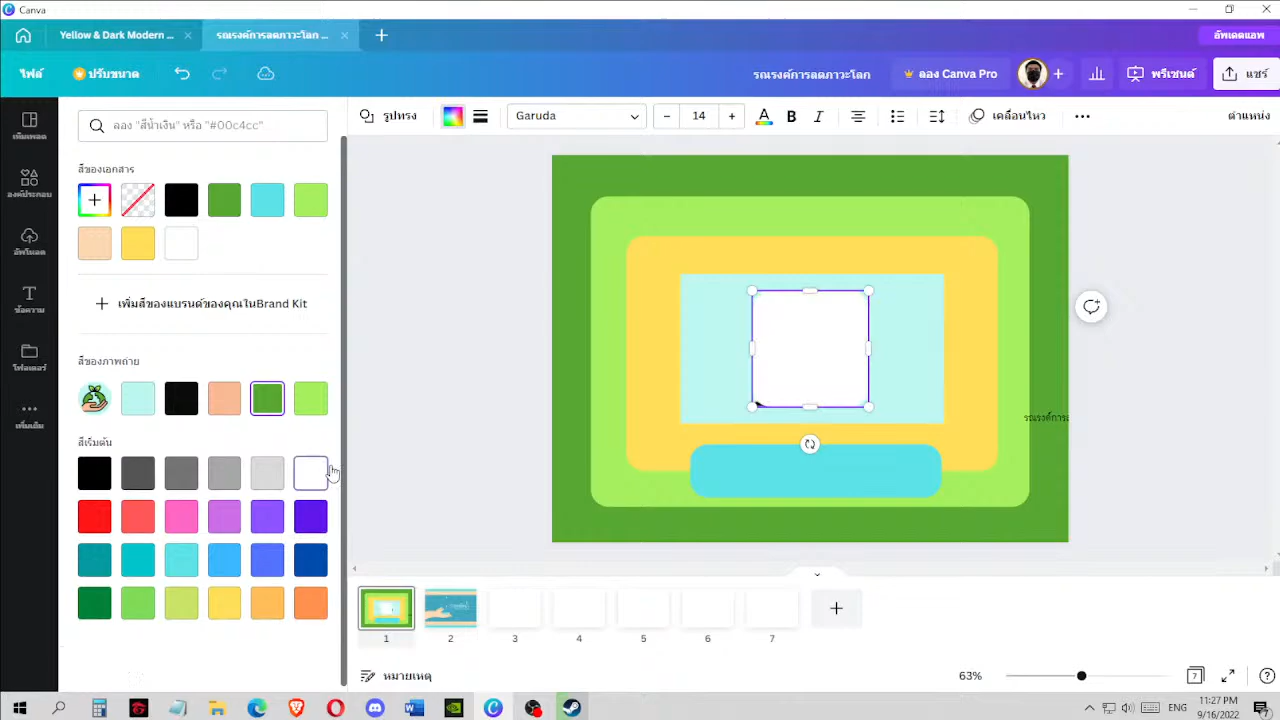 Canva
Yellow & Dark Modern ...
รณรงค์การลดภาวะโลก ...
อัพเดตแอพ
ไฟล์
ปรับขนาด
รณรงค์การลดภาวะโลก
ลอง Canva Pro
พรีเซนต์
แชร์
เท็มเพลต
องค์ประกอบ
อัพโหลด
ข้อความ
โฟลเดอร์
เพิ่มเติม
ลอง "สีน้ำเงิน" หรือ "#00c4cc"
รูปทรง
Garuda
14
A
B
I
เคลื่อนไหว
ตำแหน่ง
สีของเอกสาร
เพิ่มสีของแบรนด์ของคุณในBrand Kit
สีของภาพถ่าย
สีเริ่มต้น
รณรงค์การล
1
2
3
4
5
6
7
หมายเหตุ
63%
7
ENG
11:27 PM
9/16/2022